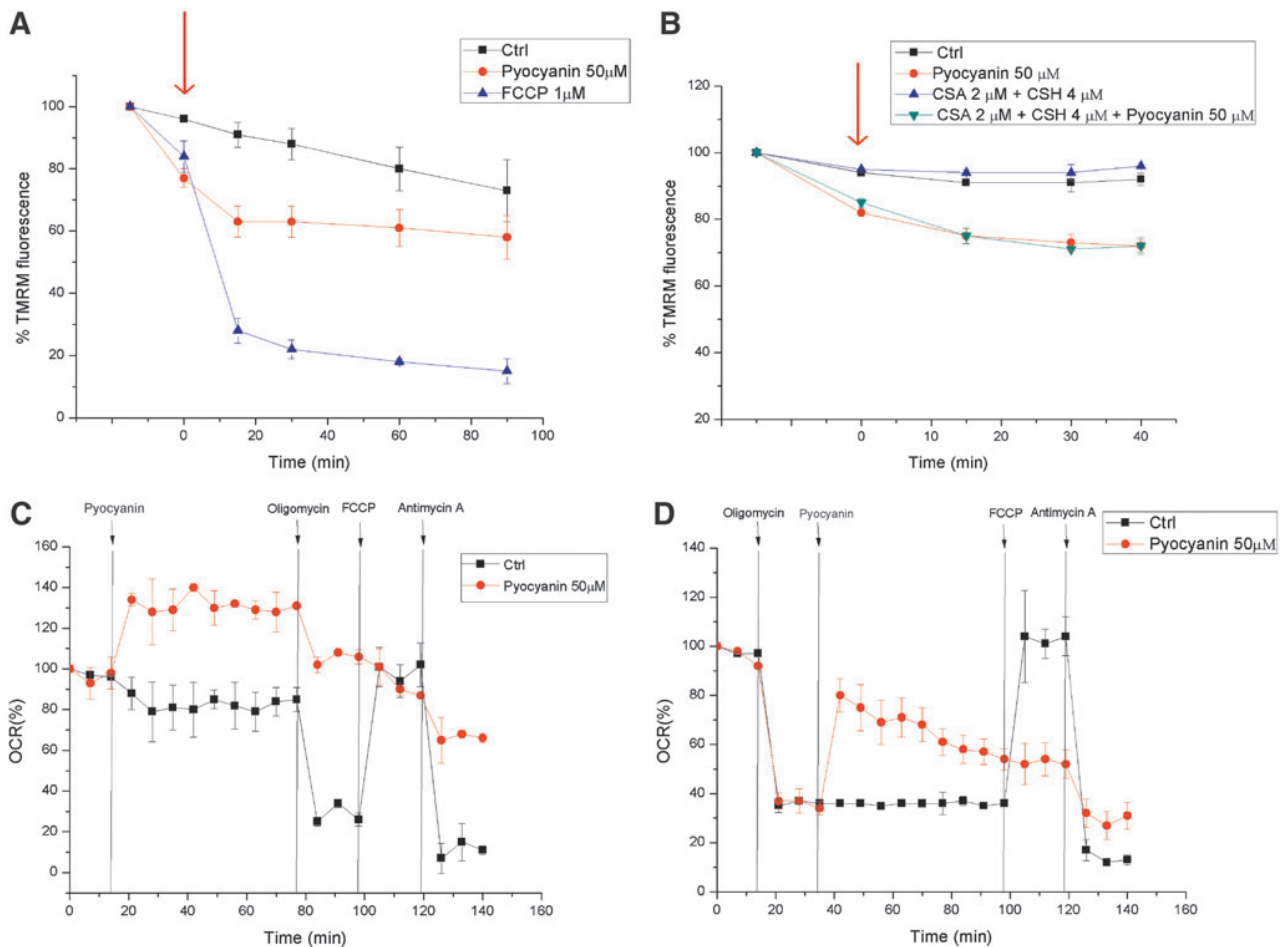 A
Ctrl
Pyocyanin 50μM
FCCP 1μM
100
80
60
40
20
0
% TMRM fluorescence
0 20 40 60 80 100
Time (min)
B
Ctrl
Pyocyanin 50 μM
CSA 2 μM + CSH 4 μM
CSA 2 μM + CSH 4 μM + Pyocyanin 50 μM
120
100
80
60
40
20
% TMRM fluorescence
0 10 20 30 40
Time (min)
C
Pyocyanin Oligomycin FCCP Antimycin A
Ctrl
Pyocyanin 50μM
160
140
120
100
80
60
40
20
0
OCR(%)
0 20 40 60 80 100 120 140 160
Time (min)
D
Oligomycin Pyocyanin FCCP Antimycin A
Ctrl
Pyocyanin 50μM
140
120
100
80
60
40
20
0
OCR(%)
0 20 40 60 80 100 120 140 160
Time (min)